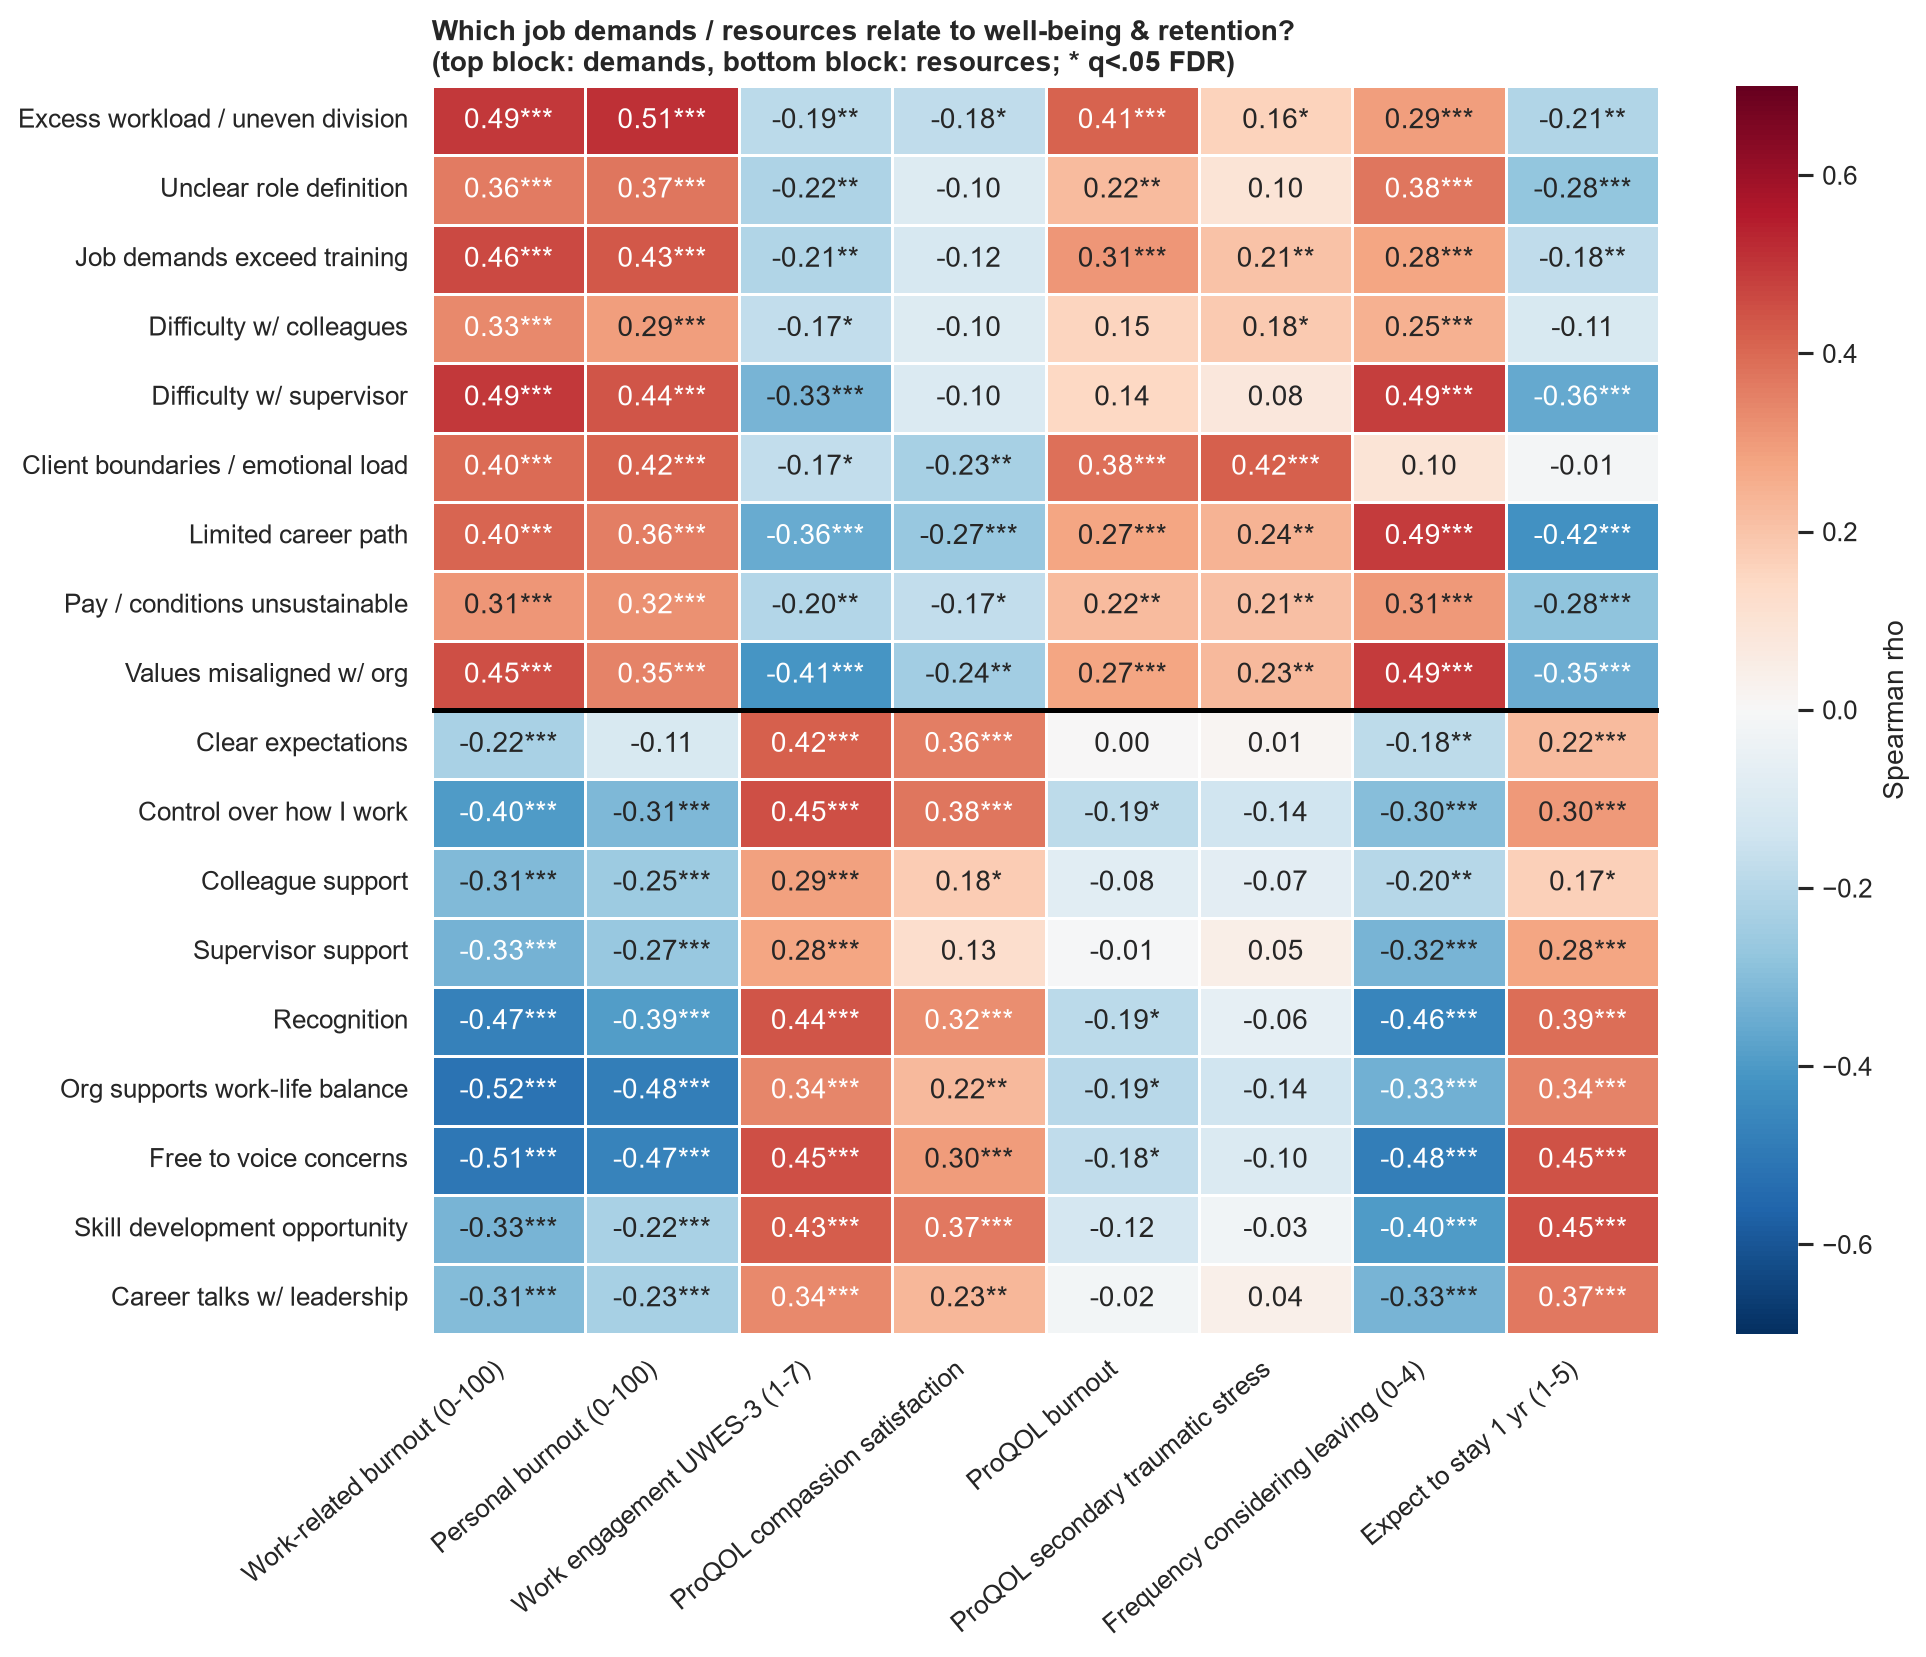 Which job demands / resources relate to well-being & retention?
(top block: demands, bottom block: resources; * q<.05 FDR)
Excess workload / uneven division 0.49*** 0.51*** -0.19** -0.18* 0.41*** 0.16* 0.29*** -0.21**
Unclear role definition 0.36*** 0.37*** -0.22** -0.10 0.22** 0.10 0.38*** -0.28***
Job demands exceed training 0.46*** 0.43*** -0.21** -0.12 0.31*** 0.21** 0.28*** -0.18**
Difficulty w/ colleagues 0.33*** 0.29*** -0.17* -0.10 0.15 0.18* 0.25*** -0.11
Difficulty w/ supervisor 0.49*** 0.44*** -0.33*** -0.10 0.14 0.08 0.49*** -0.36***
Client boundaries / emotional load 0.40*** 0.42*** -0.17* -0.23** 0.38*** 0.42*** 0.10 -0.01
Limited career path 0.40*** 0.36*** -0.36*** -0.27*** 0.27*** 0.24** 0.49*** -0.42***
Pay / conditions unsustainable 0.31*** 0.32*** -0.20** -0.17* 0.22** 0.21** 0.31*** -0.28***
Values misaligned w/ org 0.45*** 0.35*** -0.41*** -0.24** 0.27*** 0.23** 0.49*** -0.35***
Clear expectations -0.22*** -0.11 0.42*** 0.36*** 0.00 0.01 -0.18** 0.22***
Control over how I work -0.40*** -0.31*** 0.45*** 0.38*** -0.19* -0.14 -0.30*** 0.30***
Colleague support -0.31*** -0.25*** 0.29*** 0.18* -0.08 -0.07 -0.20** 0.17*
Supervisor support -0.33*** -0.27*** 0.28*** 0.13 -0.01 0.05 -0.32*** 0.28***
Recognition -0.47*** -0.39*** 0.44*** 0.32*** -0.19* -0.06 -0.46*** 0.39***
Org supports work-life balance -0.52*** -0.48*** 0.34*** 0.22** -0.19* -0.14 -0.33*** 0.34***
Free to voice concerns -0.51*** -0.47*** 0.45*** 0.30*** -0.18* -0.10 -0.48*** 0.45***
Skill development opportunity -0.33*** -0.22*** 0.43*** 0.37*** -0.12 -0.03 -0.40*** 0.45***
Career talks w/ leadership -0.31*** -0.23*** 0.34*** 0.23** -0.02 0.04 -0.33*** 0.37***
Work-related burnout (0-100)
Personal burnout (0-100)
Work engagement UWES-3 (1-7)
ProQOL compassion satisfaction
ProQOL burnout
ProQOL secondary traumatic stress
Frequency considering leaving (0-4)
Expect to stay 1 yr (1-5)
0.6
0.4
0.2
0.0
−0.2
−0.4
−0.6
Spearman rho